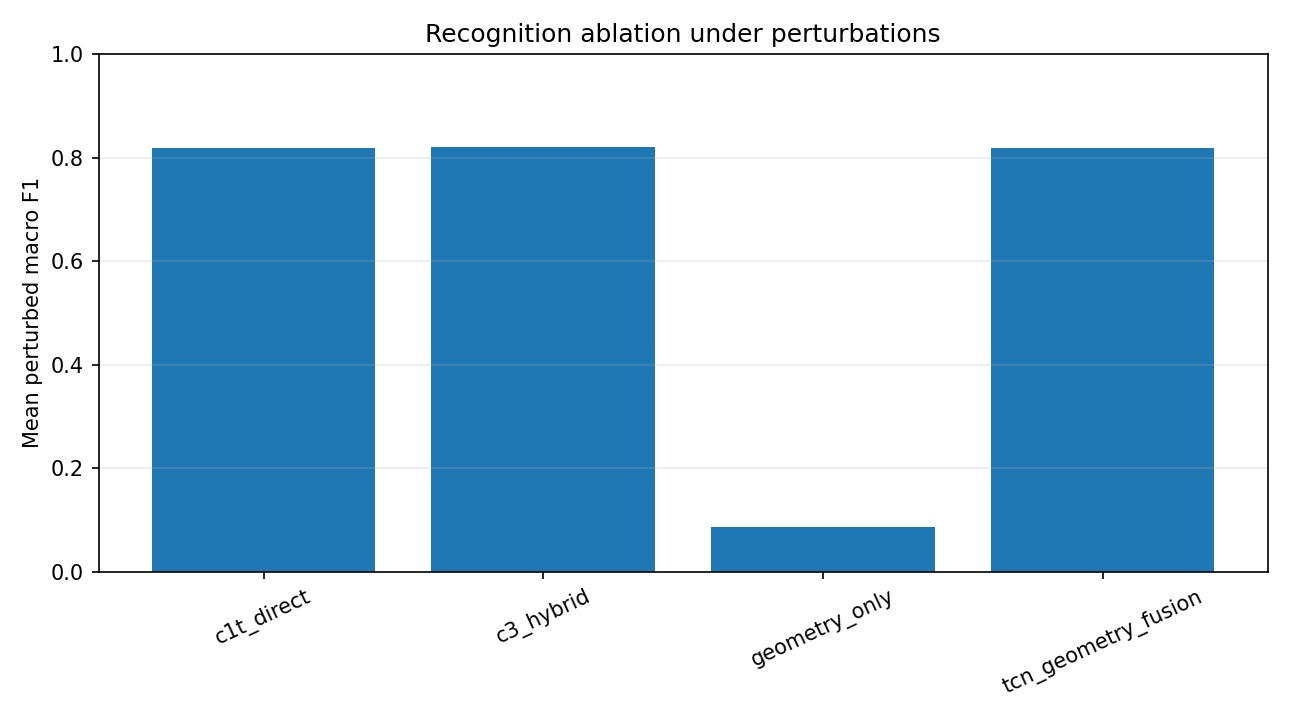 Recognition ablation under perturbations
Mean perturbed macro F1
1.0
0.8
0.6
0.4
0.2
0.0
c1t_direct
c3_hybrid
geometry_only
tcn_geometry_fusion